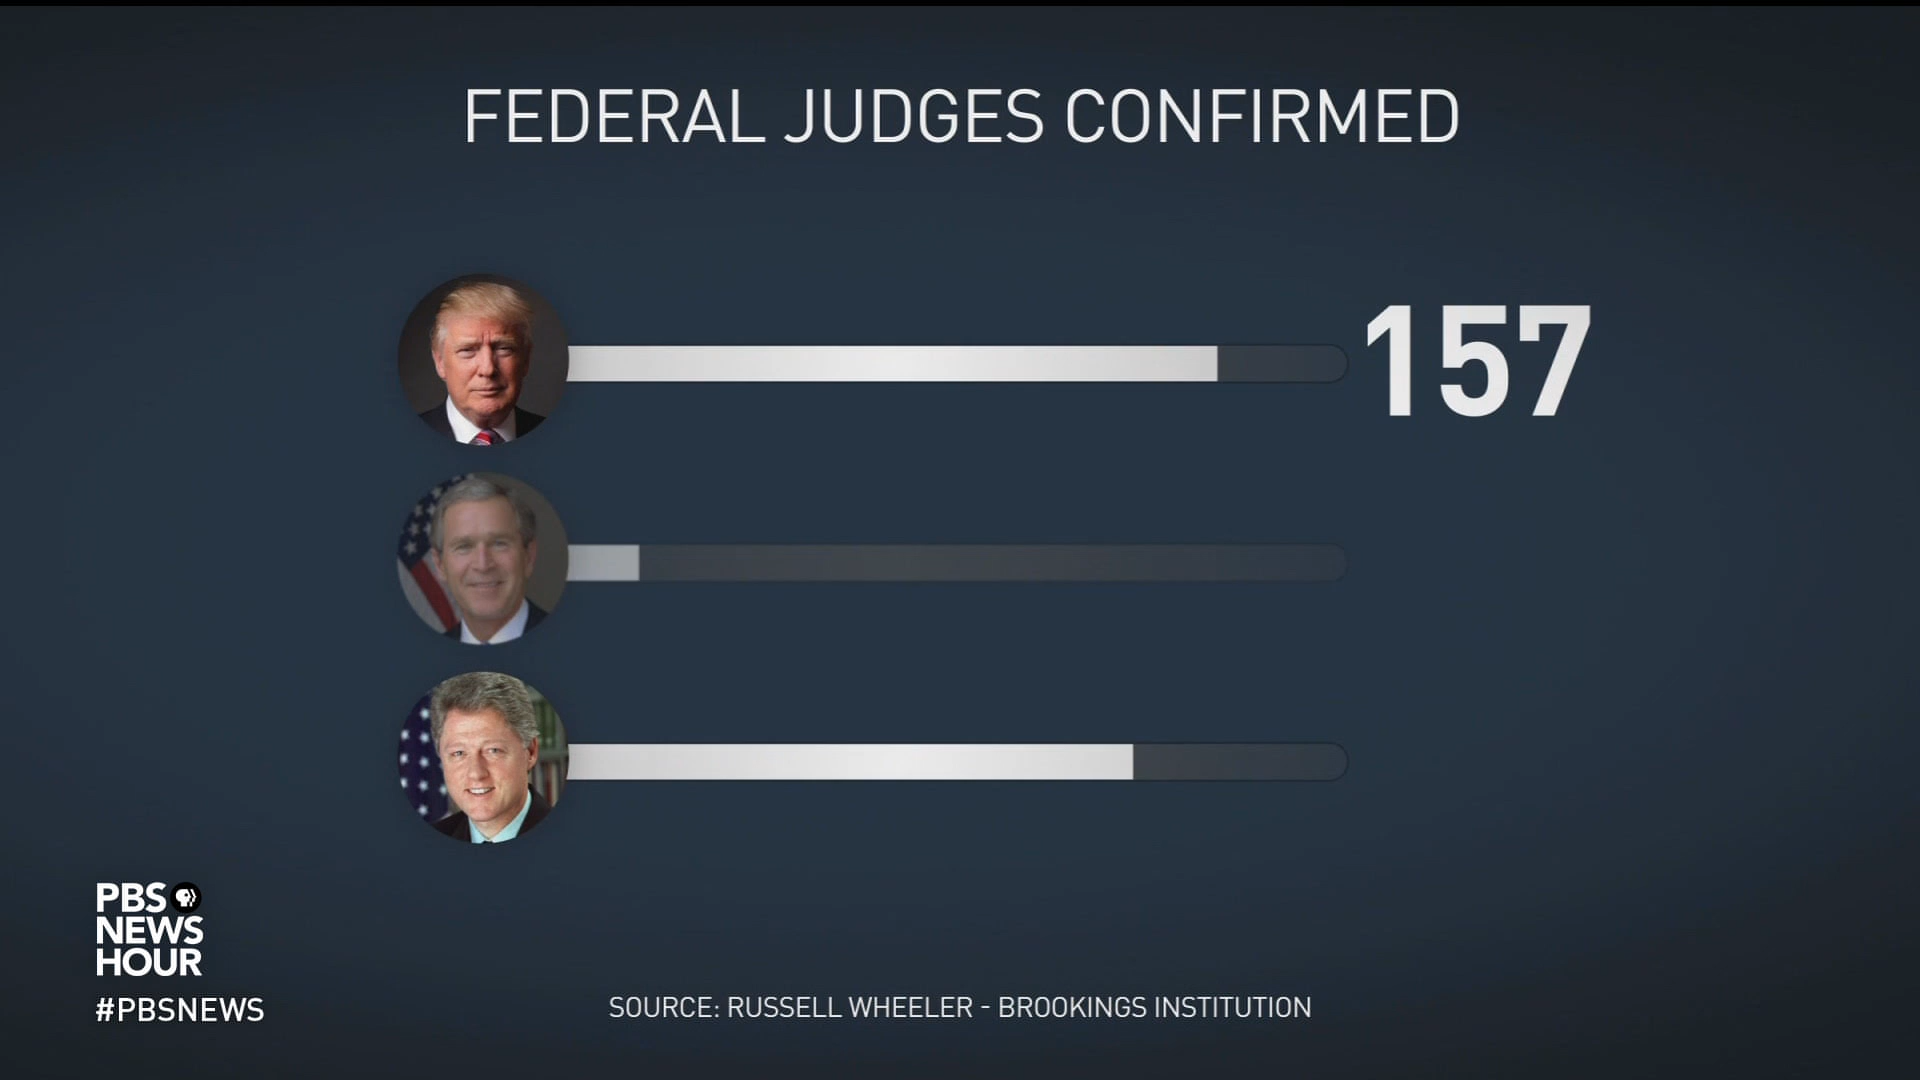 FEDERAL JUDGES CONFIRMED
157
PBS
NEWS
HOUR
#PBSNEWS
SOURCE: RUSSELL WHEELER - BROOKINGS INSTITUTION